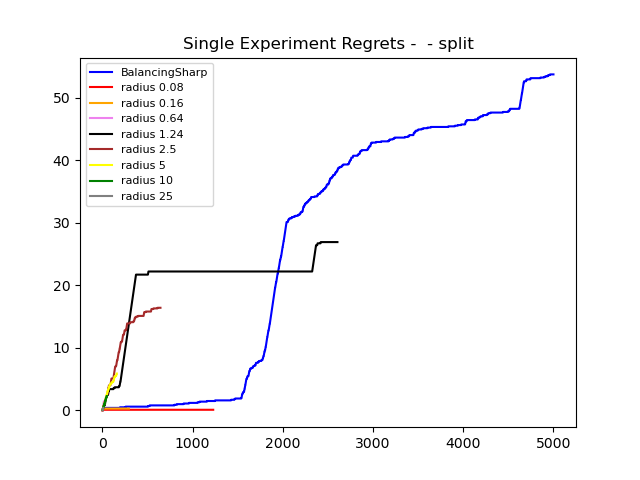 Single Experiment Regrets -  - split
BalancingSharp
radius 0.08
radius 0.16
radius 0.64
radius 1.24
radius 2.5
radius 5
radius 10
radius 25
50
40
30
20
10
0
0 1000 2000 3000 4000 5000